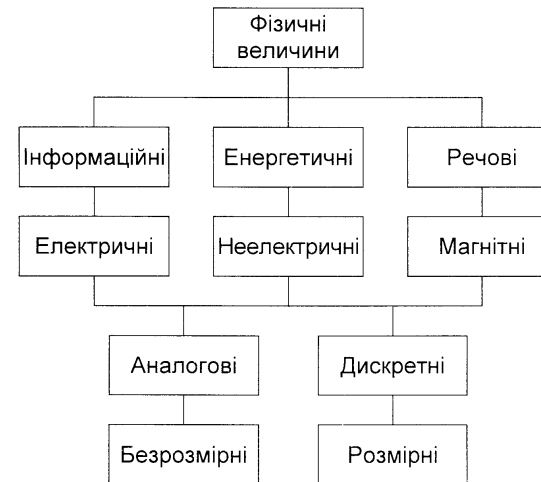 Фізичні
величини
Інформаційні
Енергетичні
Речові
Електричні
Неелектричні
Магнітні
Аналогові
Дискретні
Безрозмірні
Розмірні